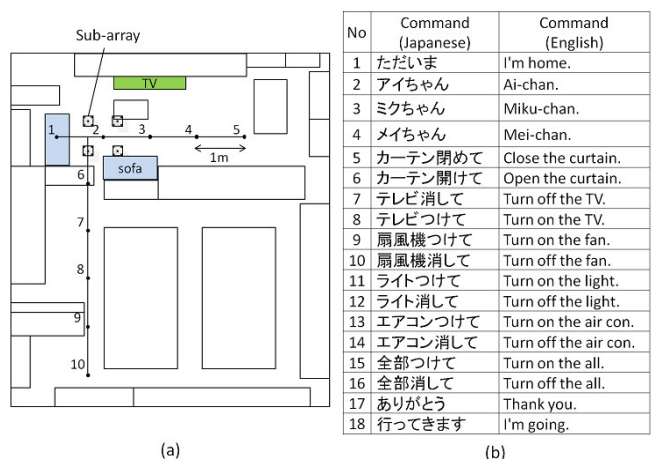 Sub-array
TV
1 2 3 4 5
1m
sofa
6
7
8
9
10
(a)
No Command (Japanese) Command (English)
1 ただいま I'm home.
2 アイちゃん Ai-chan.
3 ミクちゃん Miku-chan.
4 メイちゃん Mei-chan.
5 カーテン閉めて Close the curtain.
6 カーテン開けて Open the curtain.
7 テレビ消して Turn off the TV.
8 テレビつけて Turn on the TV.
9 扇風機つけて Turn on the fan.
10 扇風機消して Turn off the fan.
11 ライトつけて Turn on the light.
12 ライト消して Turn off the light.
13 エアコンつけて Turn on the air con.
14 エアコン消して Turn off the air con.
15 全部つけて Turn on the all.
16 全部消して Turn off the all.
17 ありがとう Thank you.
18 行ってきます I'm going.
(b)